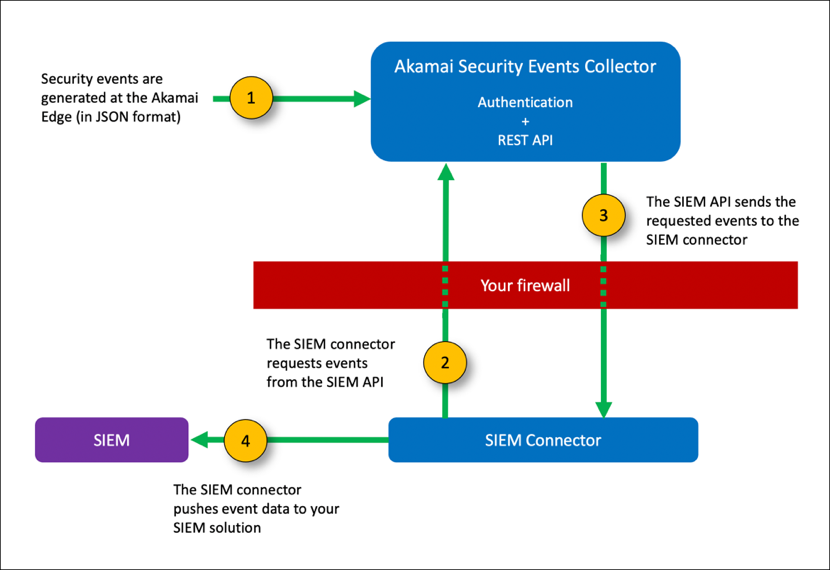 Security events are
generated at the Akamai
Edge (in JSON format)
1
Akamai Security Events Collector
Authentication
+
REST API
3
The SIEM API sends the
requested events to the
SIEM connector
Your firewall
The SIEM connector
requests events
from the SIEM API
2
SIEM
4
SIEM Connector
The SIEM connector
pushes event data to your
SIEM solution